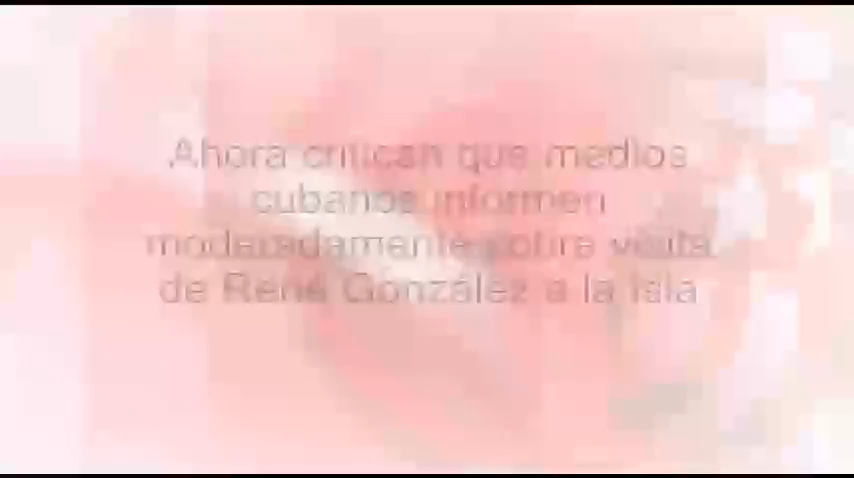 Ahora critican que medios
cubanos informen
moderadamente sobre visita
de René González a la Isla